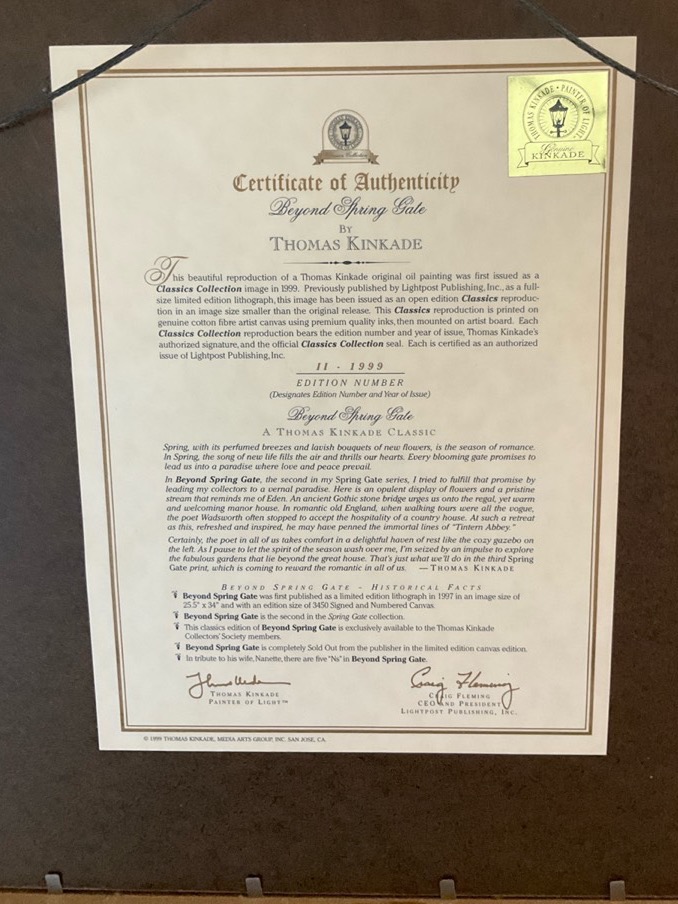 THOMAS KINKADE • PAINTER OF LIGHT
Genuine
KINKADE
Classics Collection
Certificate of Authenticity
Beyond Spring Gate
BY
THOMAS KINKADE
This beautiful reproduction of a Thomas Kinkade original oil painting was first issued as a
Classics Collection image in 1999. Previously published by Lightpost Publishing, Inc., as a full-
size limited edition lithograph, this image has been issued as an open edition Classics reproduc-
tion in an image size smaller than the original release. This Classics reproduction is printed on
genuine cotton fibre artist canvas using premium quality inks, then mounted on artist board. Each
Classics Collection reproduction bears the edition number and year of issue, Thomas Kinkade's
authorized signature, and the official Classics Collection seal. Each is certified as an authorized
issue of Lightpost Publishing, Inc.
II - 1999
EDITION NUMBER
(Designates Edition Number and Year of Issue)
Beyond Spring Gate
A THOMAS KINKADE CLASSIC
Spring, with its perfumed breezes and lavish bouquets of new flowers, is the season of romance.
In Spring, the song of new life fills the air and thrills our hearts. Every blooming gate promises to
lead us into a paradise where love and peace prevail.
In Beyond Spring Gate, the second in my Spring Gate series, I tried to fulfill that promise by
leading my collectors to a vernal paradise. Here is an opulent display of flowers and a pristine
stream that reminds me of Eden. An ancient Gothic stone bridge urges us onto the regal, yet warm
and welcoming manor house. In romantic old England, when walking tours were all the vogue,
the poet Wadsworth often stopped to accept the hospitality of a country house. At such a retreat
as this, refreshed and inspired, he may have penned the immortal lines of "Tintern Abbey."
Certainly, the poet in all of us takes comfort in a delightful haven of rest like the cozy gazebo on
the left. As I pause to let the spirit of the season wash over me, I'm seized by an impulse to explore
the fabulous gardens that lie beyond the great house. That's just what we'll do in the third Spring
Gate print, which is coming to reward the romantic in all of us. — THOMAS KINKADE
BEYOND SPRING GATE – HISTORICAL FACTS
Beyond Spring Gate was first published as a limited edition lithograph in 1997 in an image size of
25.5" x 34" and with an edition size of 3450 Signed and Numbered Canvas.
Beyond Spring Gate is the second in the Spring Gate collection.
This classics edition of Beyond Spring Gate is exclusively available to the Thomas Kinkade
Collectors' Society members.
Beyond Spring Gate is completely Sold Out from the publisher in the limited edition canvas edition.
In tribute to his wife, Nanette, there are five "Ns" in Beyond Spring Gate.
THOMAS KINKADE
PAINTER OF LIGHT™
Craig Fleming
CRAIG FLEMING
CEO AND PRESIDENT
LIGHTPOST PUBLISHING, INC.
© 1999 THOMAS KINKADE, MEDIA ARTS GROUP, INC. SAN JOSE, CA.